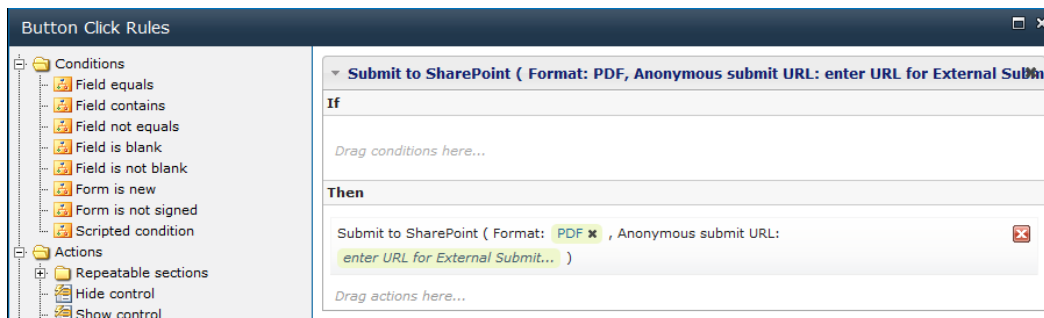 Button Click Rules
Conditions
Field equals
Field contains
Field not equals
Field is blank
Field is not blank
Form is new
Form is not signed
Scripted condition
Actions
Repeatable sections
Hide control
Show control
Submit to SharePoint ( Format: PDF, Anonymous submit URL: enter URL for External
If
Drag conditions here...
Then
Submit to SharePoint ( Format: PDF , Anonymous submit URL:
enter URL for External Submit... )
Drag actions here...